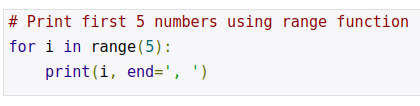 # Print first 5 numbers using range function
for i in range(5):
    print(i, end=', ')